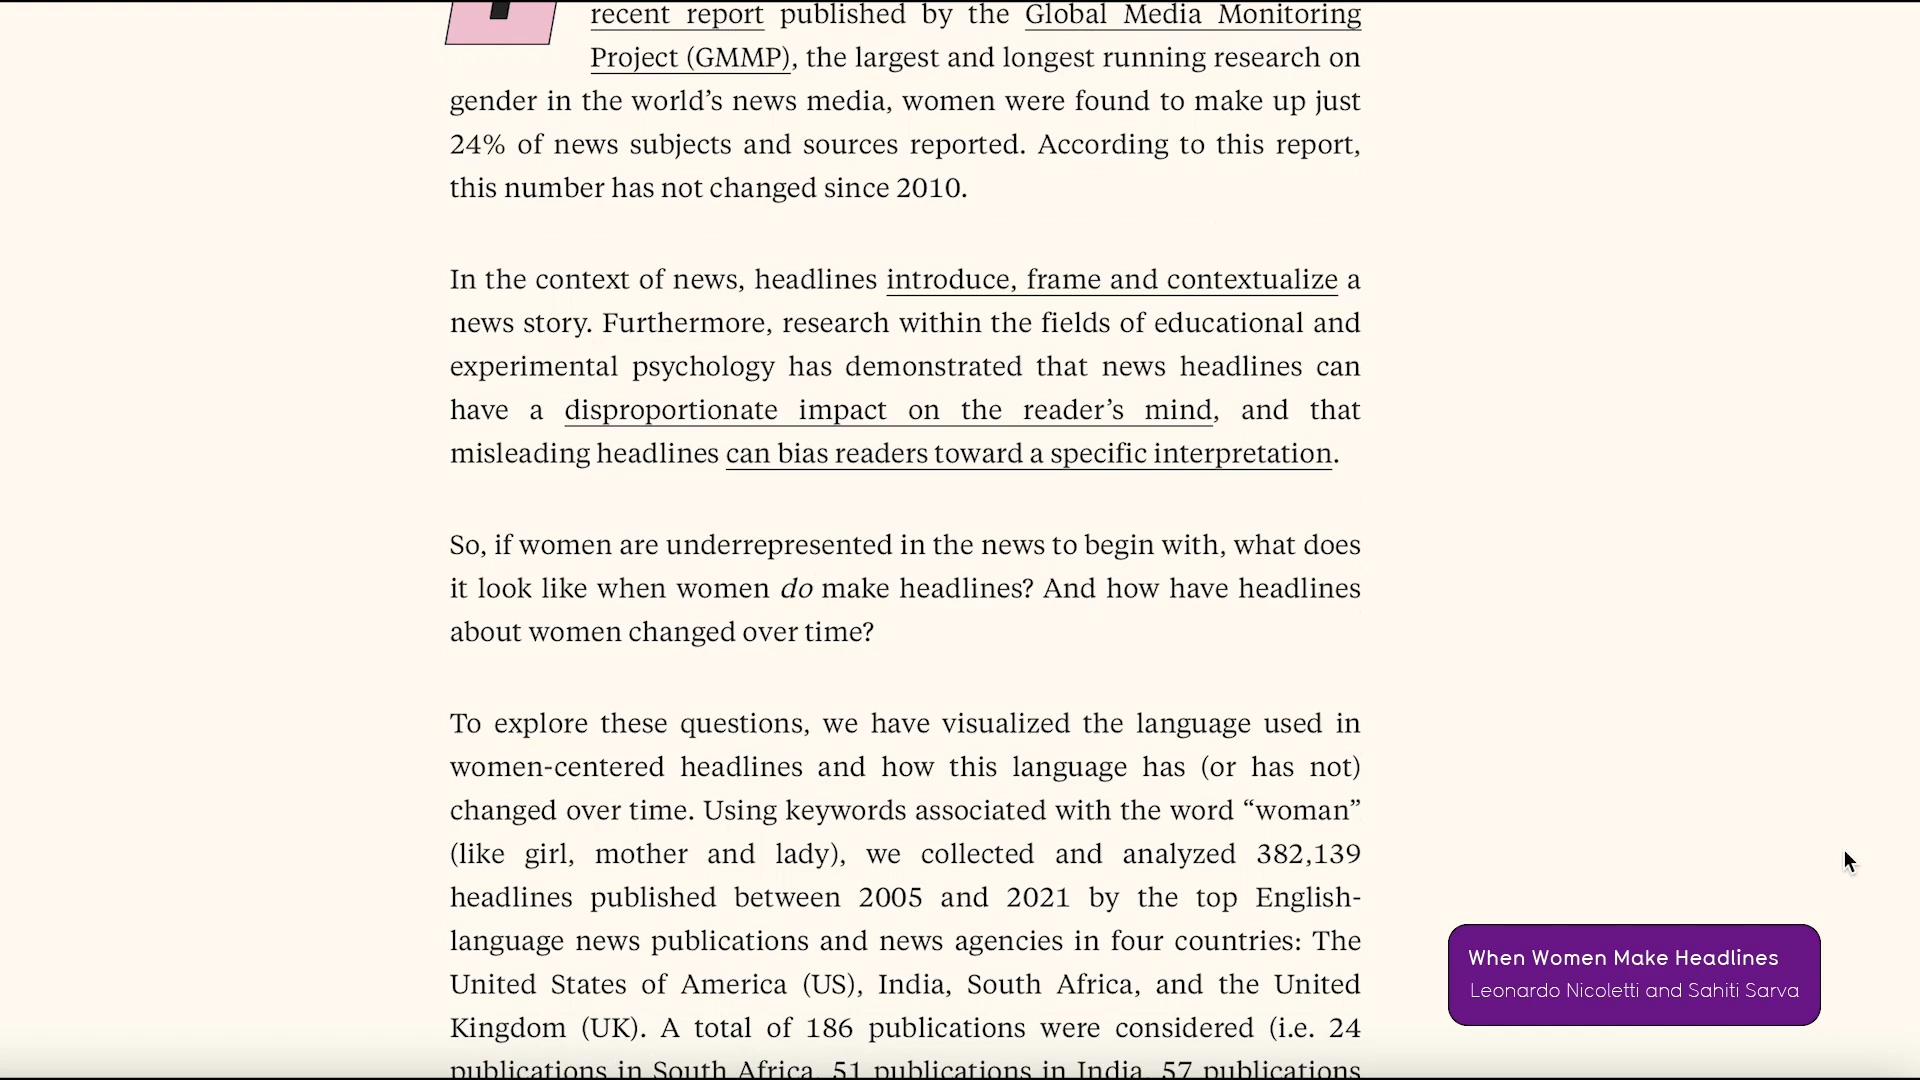 recent report published by the Global Media Monitoring
Project (GMMP), the largest and longest running research on
gender in the world’s news media, women were found to make up just
24% of news subjects and sources reported. According to this report,
this number has not changed since 2010.
In the context of news, headlines introduce, frame and contextualize a
news story. Furthermore, research within the fields of educational and
experimental psychology has demonstrated that news headlines can
have a disproportionate impact on the reader’s mind, and that
misleading headlines can bias readers toward a specific interpretation.
So, if women are underrepresented in the news to begin with, what does
it look like when women do make headlines? And how have headlines
about women changed over time?
To explore these questions, we have visualized the language used in
women-centered headlines and how this language has (or has not)
changed over time. Using keywords associated with the word “woman”
(like girl, mother and lady), we collected and analyzed 382,139
headlines published between 2005 and 2021 by the top English-
language news publications and news agencies in four countries: The
United States of America (US), India, South Africa, and the United
Kingdom (UK). A total of 186 publications were considered (i.e. 24
publications in South Africa, 51 publications in India, 57 publications
When Women Make Headlines
Leonardo Nicoletti and Sahiti Sarva